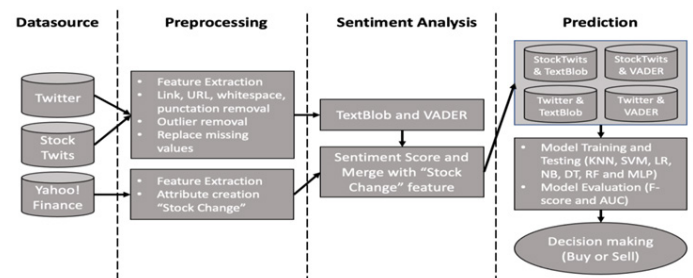 Datasource
Preprocessing
Sentiment Analysis
Prediction
Twitter
Stock
Twits
Yahoo!
Finance
• Feature Extraction
• Link, URL, whitespace,
punctation removal
• Outlier removal
• Replace missing
values
• Feature Extraction
• Attribute creation
"Stock Change"
TextBlob and VADER
Sentiment Score and
Merge with "Stock
Change" feature
StockTwits
& TextBlob
StockTwits
& VADER
Twitter &
TextBlob
Twitter &
VADER
• Model Training and
Testing (KNN, SVM, LR,
NB, DT, RF and MLP)
• Model Evaluation (F-
score and AUC)
Decision making
(Buy or Sell)